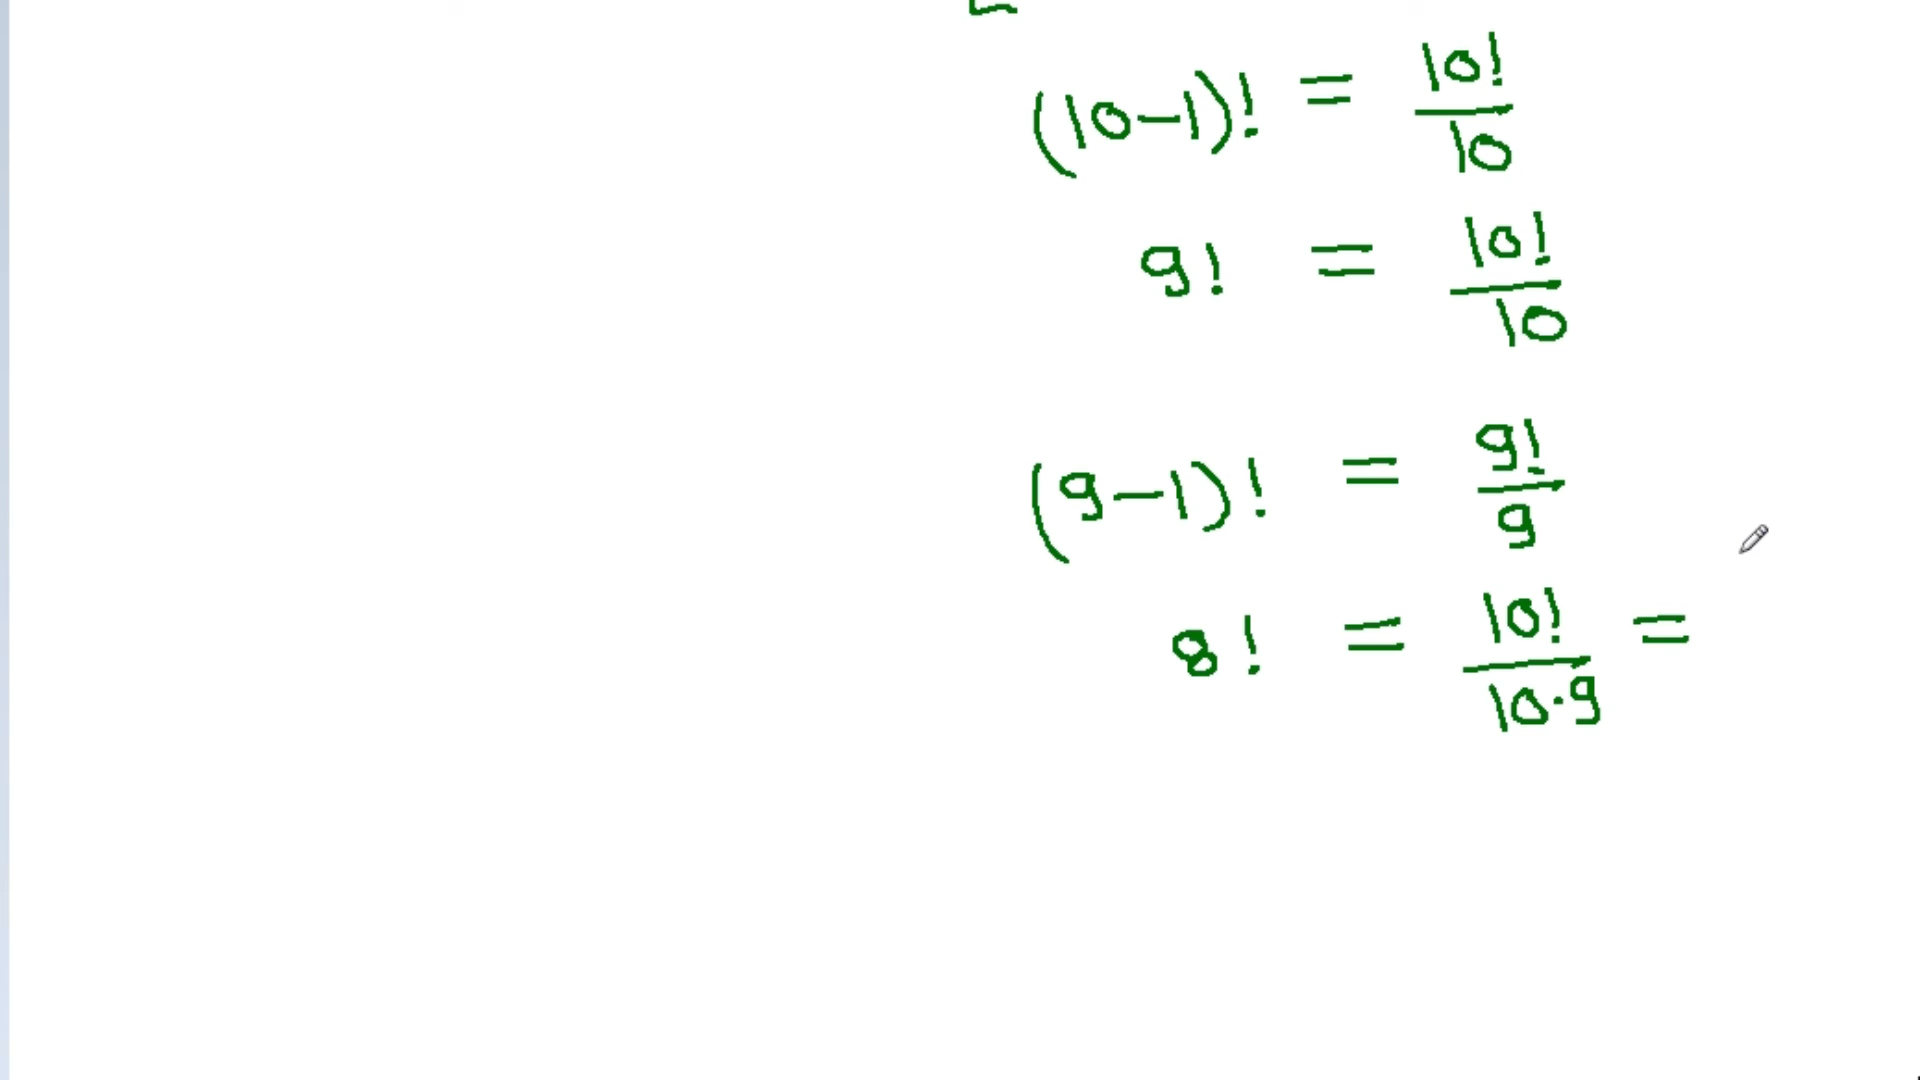 (10-1)! = 10!/10
9! = 10!/10
(9-1)! = 9!/9
8! = 10!/10·9 =